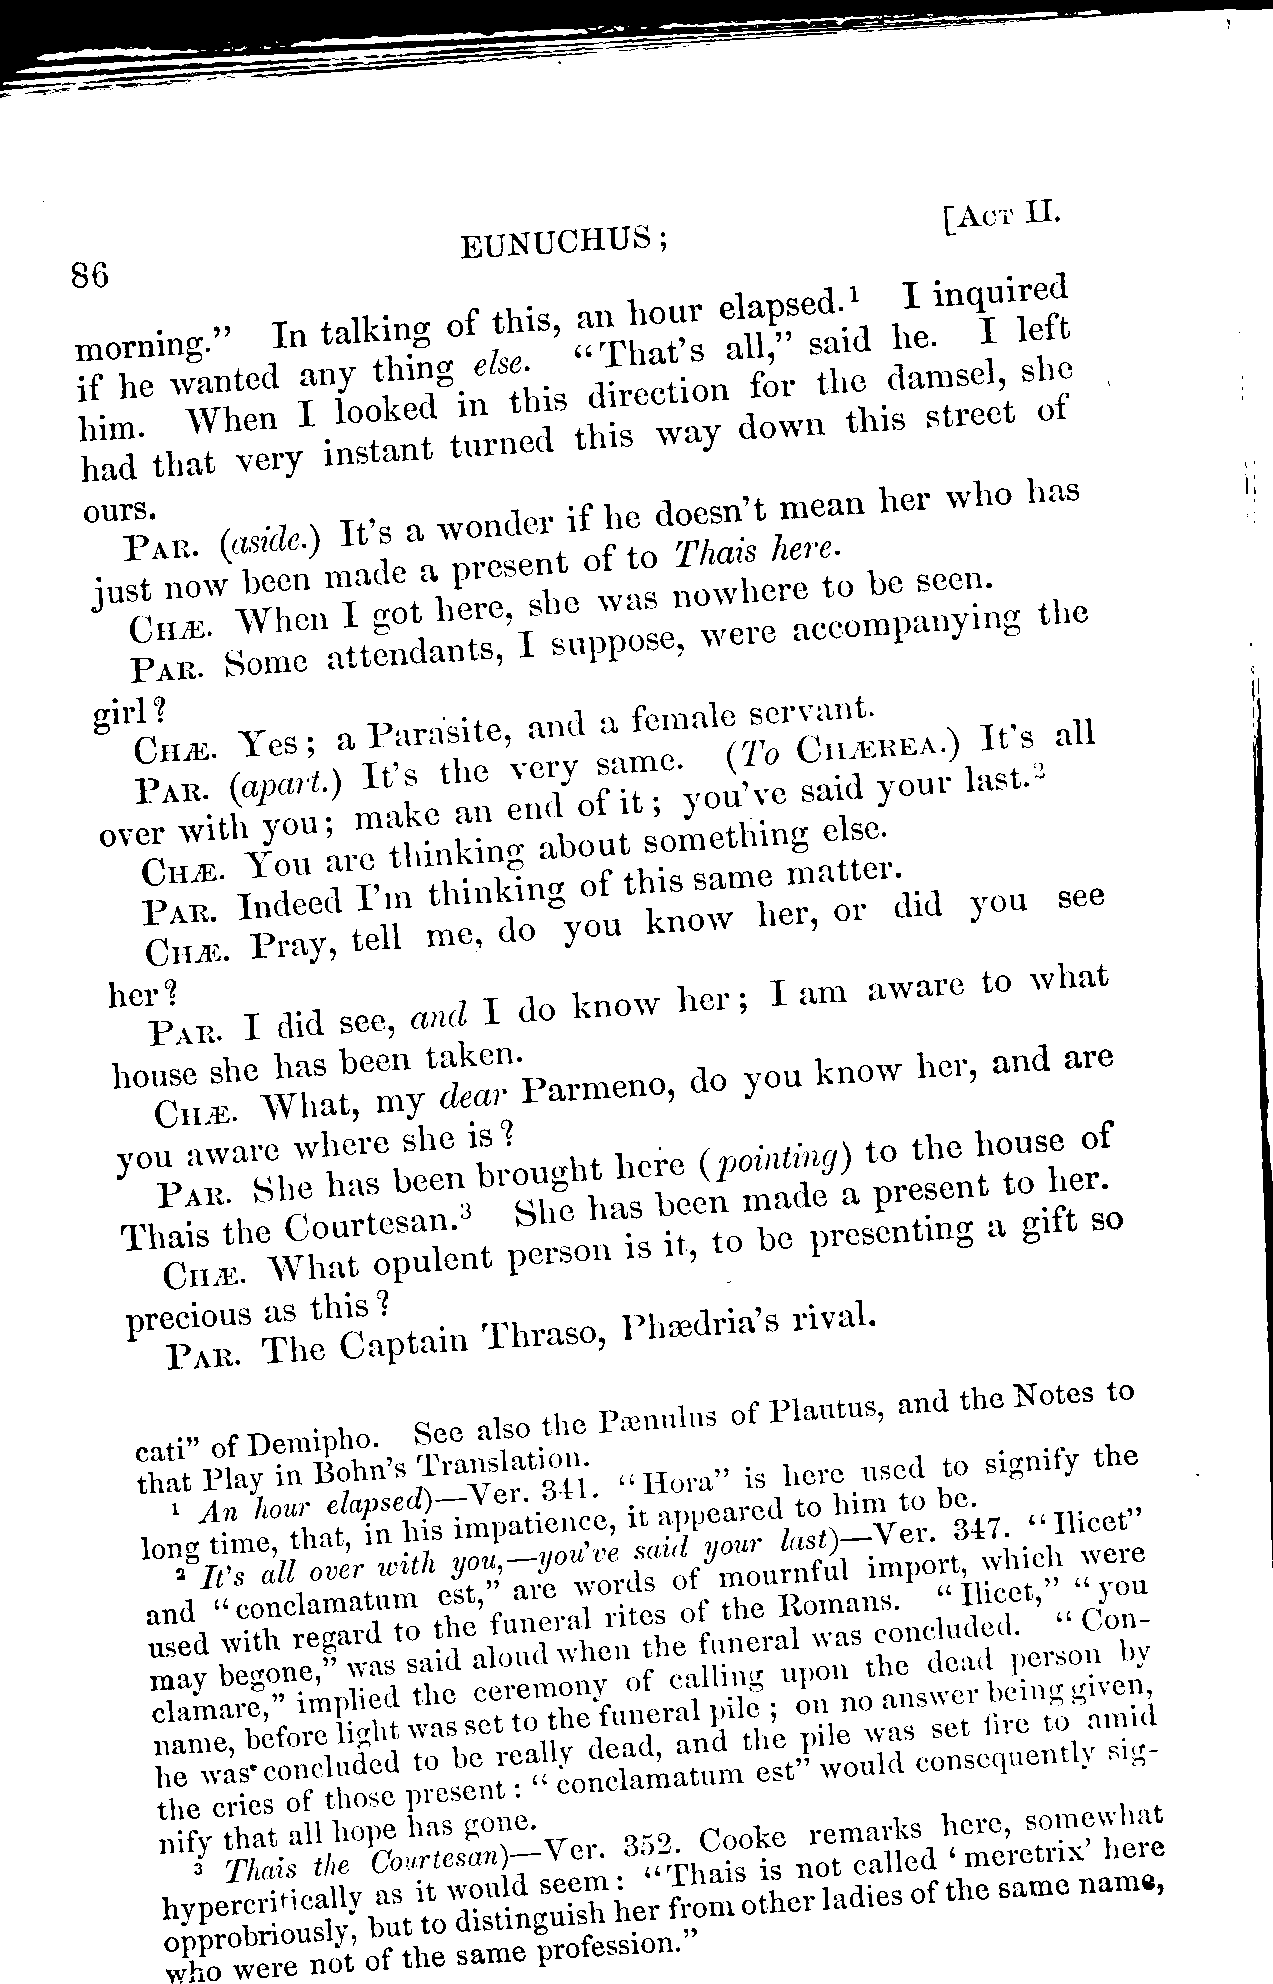 86 EUNUCHUS; [ACT II.
morning.” In talking of this, an hour elapsed.¹ I inquired
if he wanted any thing else. “That’s all,” said he. I left
him. When I looked in this direction for the damsel, she
had that very instant turned this way down this street of
ours.
PAR. (aside.) It’s a wonder if he doesn’t mean her who has
just now been made a present of to Thais here.
CHÆ. When I got here, she was nowhere to be seen.
PAR. Some attendants, I suppose, were accompanying the
girl?
CHÆ. Yes; a Parasite, and a female servant.
PAR. (apart.) It’s the very same. (To CHÆREA.) It’s all
over with you; make an end of it; you’ve said your last.²
CHÆ. You are thinking about something else.
PAR. Indeed I’m thinking of this same matter.
CHÆ. Pray, tell me, do you know her, or did you see
her?
PAR. I did see, and I do know her; I am aware to what
house she has been taken.
CHÆ. What, my dear Parmeno, do you know her, and are
you aware where she is?
PAR. She has been brought here (pointing) to the house of
Thais the Courtesan.³ She has been made a present to her.
CHÆ. What opulent person is it, to be presenting a gift so
precious as this?
PAR. The Captain Thraso, Phædria’s rival.
cati” of Demipho. See also the Pænulus of Plautus, and the Notes to
that Play in Bohn’s Translation.
¹ An hour elapsed)—Ver. 341. “Hora” is here used to signify the
long time, that, in his impatience, it appeared to him to be.
² It’s all over with you,—you’ve said your last)—Ver. 347. “Ilicet”
and “conclamatum est,” are words of mournful import, which were
used with regard to the funeral rites of the Romans. “Ilicet,” “you
may begone,” was said aloud when the funeral was concluded. “Con-
clamare,” implied the ceremony of calling upon the dead person by
name, before light was set to the funeral pile; on no answer being given,
he was concluded to be really dead, and the pile was set fire to amid
the cries of those present: “conclamatum est” would consequently sig-
nify that all hope has gone.
³ Thais the Courtesan)—Ver. 352. Cooke remarks here, somewhat
hypercritically as it would seem: “Thais is not called ‘meretrix’ here
opprobriously, but to distinguish her from other ladies of the same name,
who were not of the same profession.”